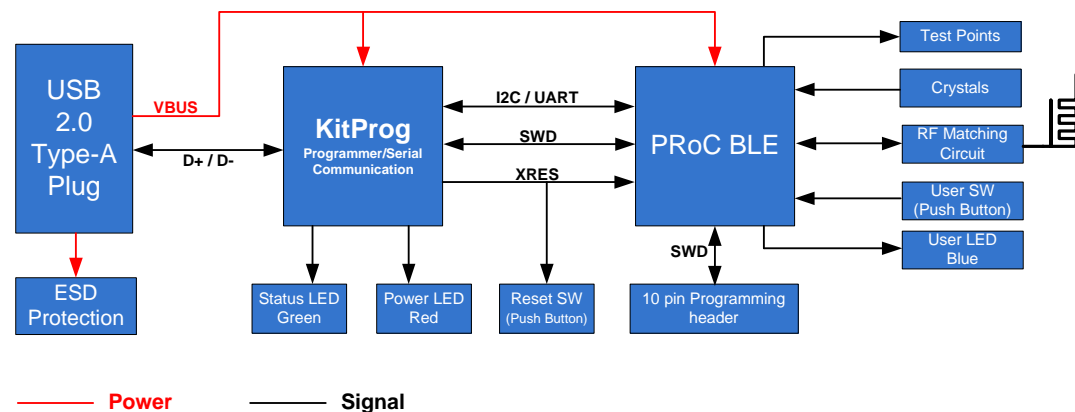 USB
2.0
Type-A
Plug
VBUS
D+ / D-
ESD
Protection
KitProg
Programmer/Serial
Communication
I2C / UART
SWD
XRES
PRoC BLE
SWD
Test Points
Crystals
RF Matching
Circuit
User SW
(Push Button)
User LED
Blue
Status LED
Green
Power LED
Red
Reset SW
(Push Button)
10 pin Programming
header
Power
Signal